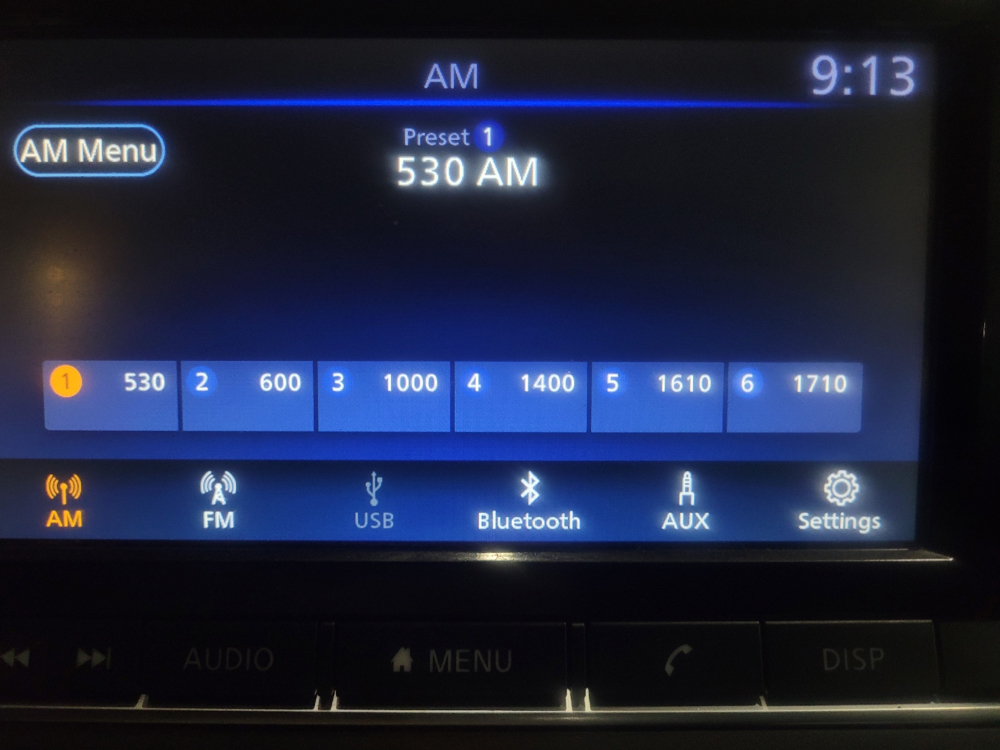 AM 9:13
AM Menu
Preset 1
530 AM
1 530 2 600 3 1000 4 1400 5 1610 6 1710
AM FM USB Bluetooth AUX Settings
AUDIO MENU DISP